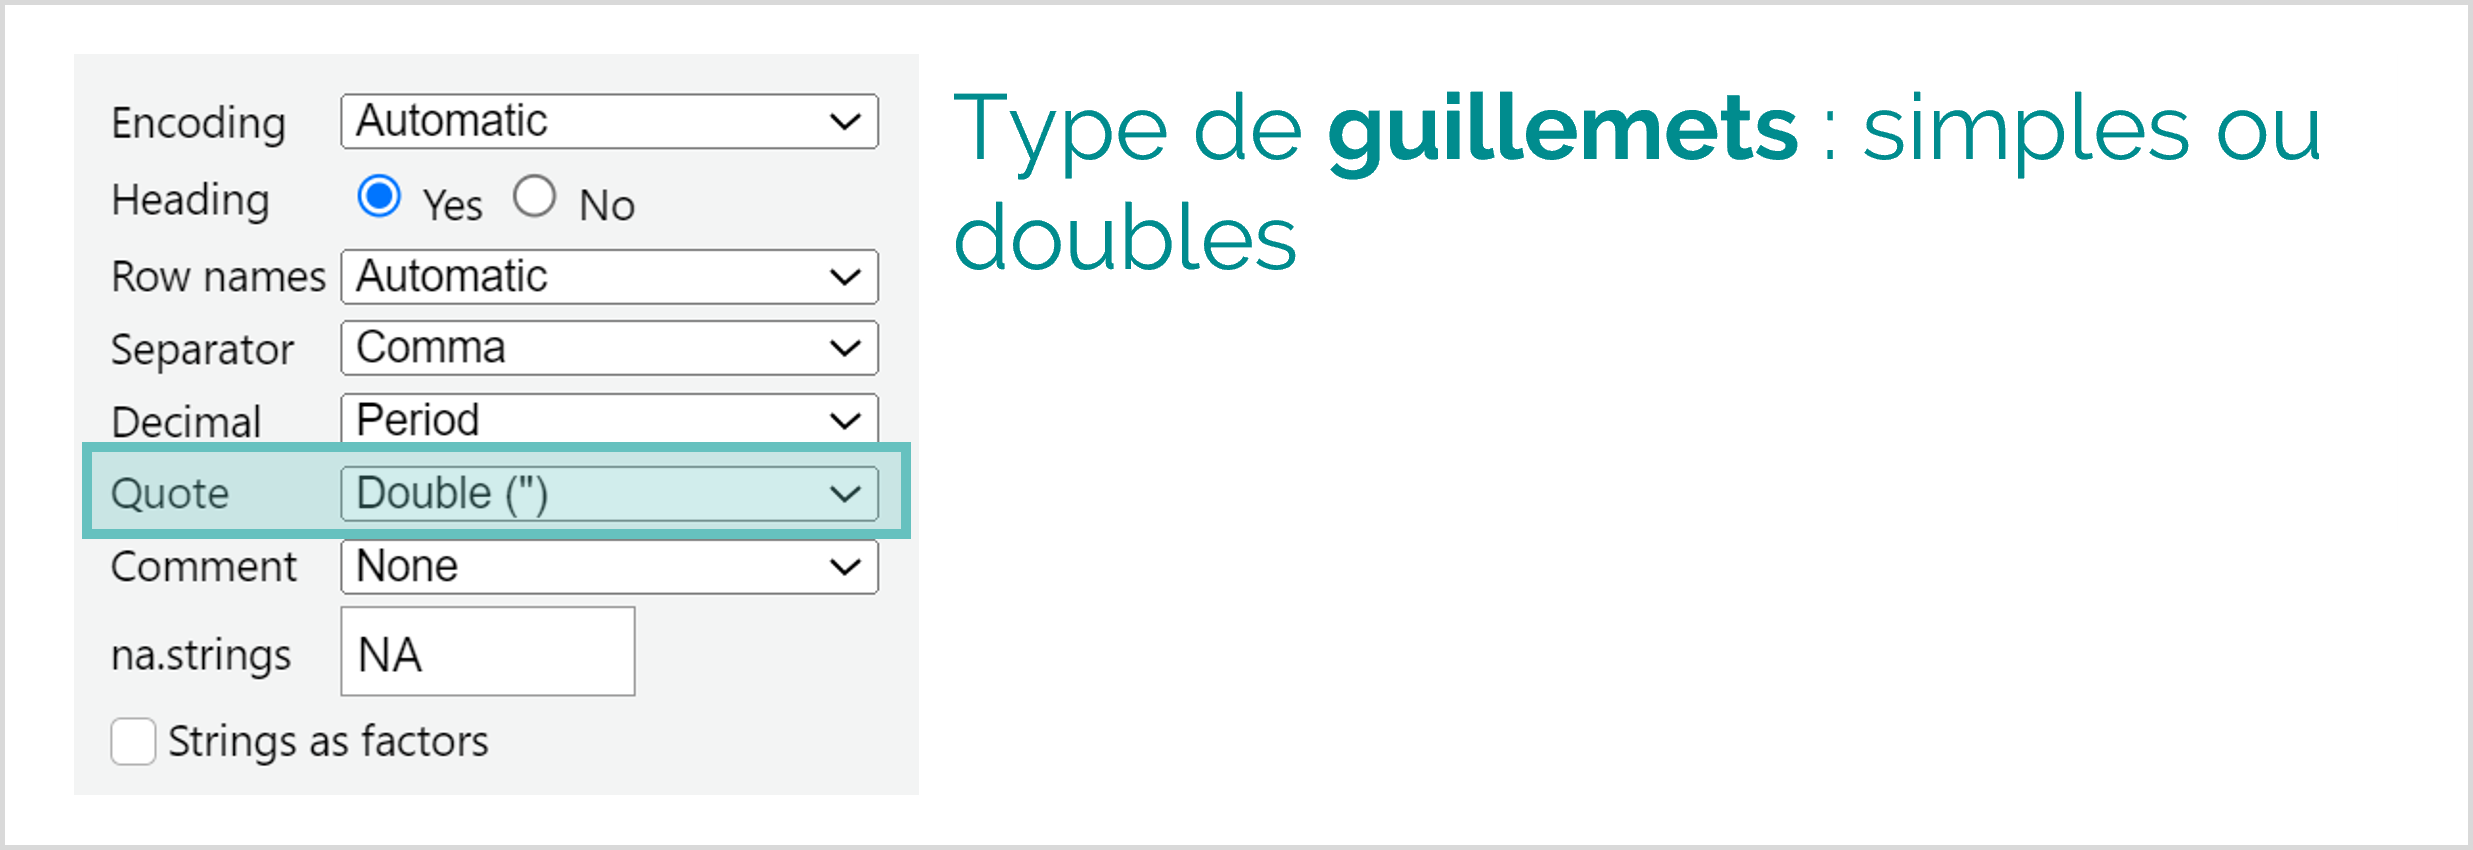 Encoding Automatic
Heading Yes No
Row names Automatic
Separator Comma
Decimal Period
Quote Double (")
Comment None
na.strings NA
Strings as factors
Type de guillemets : simples ou
doubles